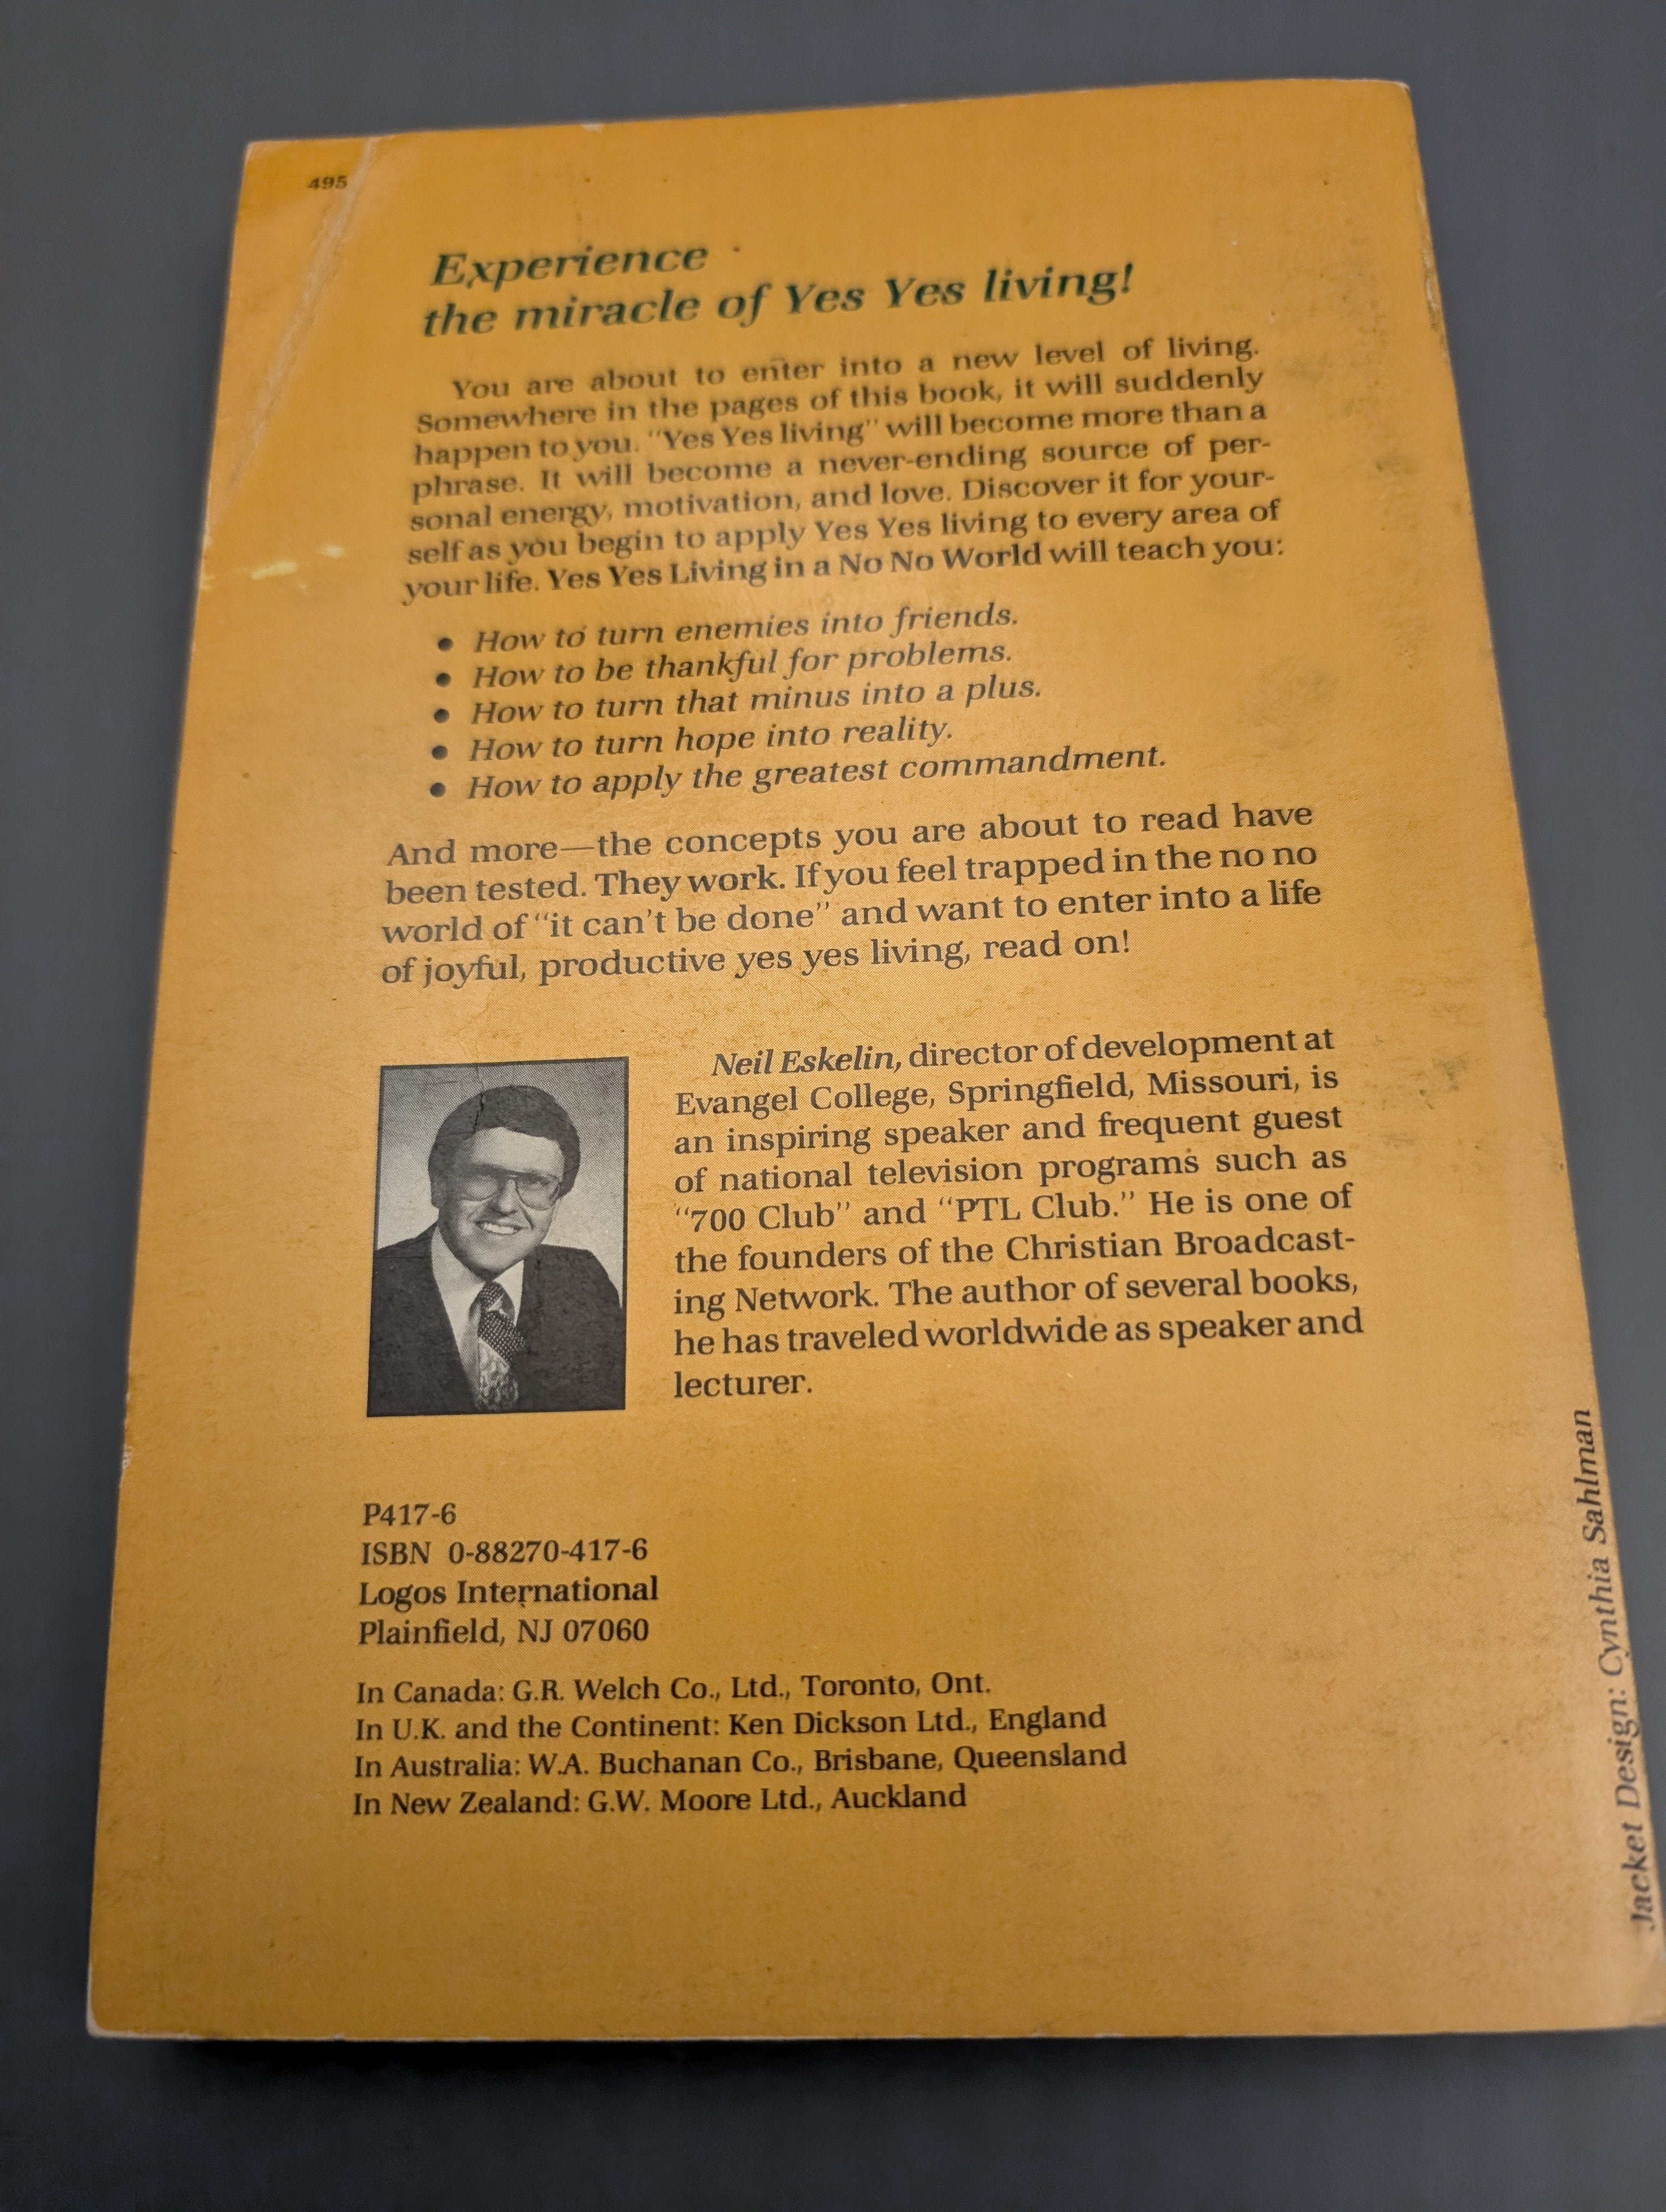 495
Experience
the miracle of Yes Yes living!
You are about to enter into a new level of living.
Somewhere in the pages of this book, it will suddenly
happen to you. "Yes Yes living" will become more than a
phrase. It will become a never-ending source of per-
sonal energy, motivation, and love. Discover it for your-
self as you begin to apply Yes Yes living to every area of
your life. Yes Yes Living in a No No World will teach you:
• How to turn enemies into friends.
• How to be thankful for problems.
• How to turn that minus into a plus.
• How to turn hope into reality.
• How to apply the greatest commandment.
And more—the concepts you are about to read have
been tested. They work. If you feel trapped in the no no
world of "it can't be done" and want to enter into a life
of joyful, productive yes yes living, read on!
Neil Eskelin, director of development at
Evangel College, Springfield, Missouri, is
an inspiring speaker and frequent guest
of national television programs such as
"700 Club" and "PTL Club." He is one of
the founders of the Christian Broadcast-
ing Network. The author of several books,
he has traveled worldwide as speaker and
lecturer.
P417-6
ISBN 0-88270-417-6
Logos International
Plainfield, NJ 07060
In Canada: G.R. Welch Co., Ltd., Toronto, Ont.
In U.K. and the Continent: Ken Dickson Ltd., England
In Australia: W.A. Buchanan Co., Brisbane, Queensland
In New Zealand: G.W. Moore Ltd., Auckland
Jacket Design: Cynthia Sahlman